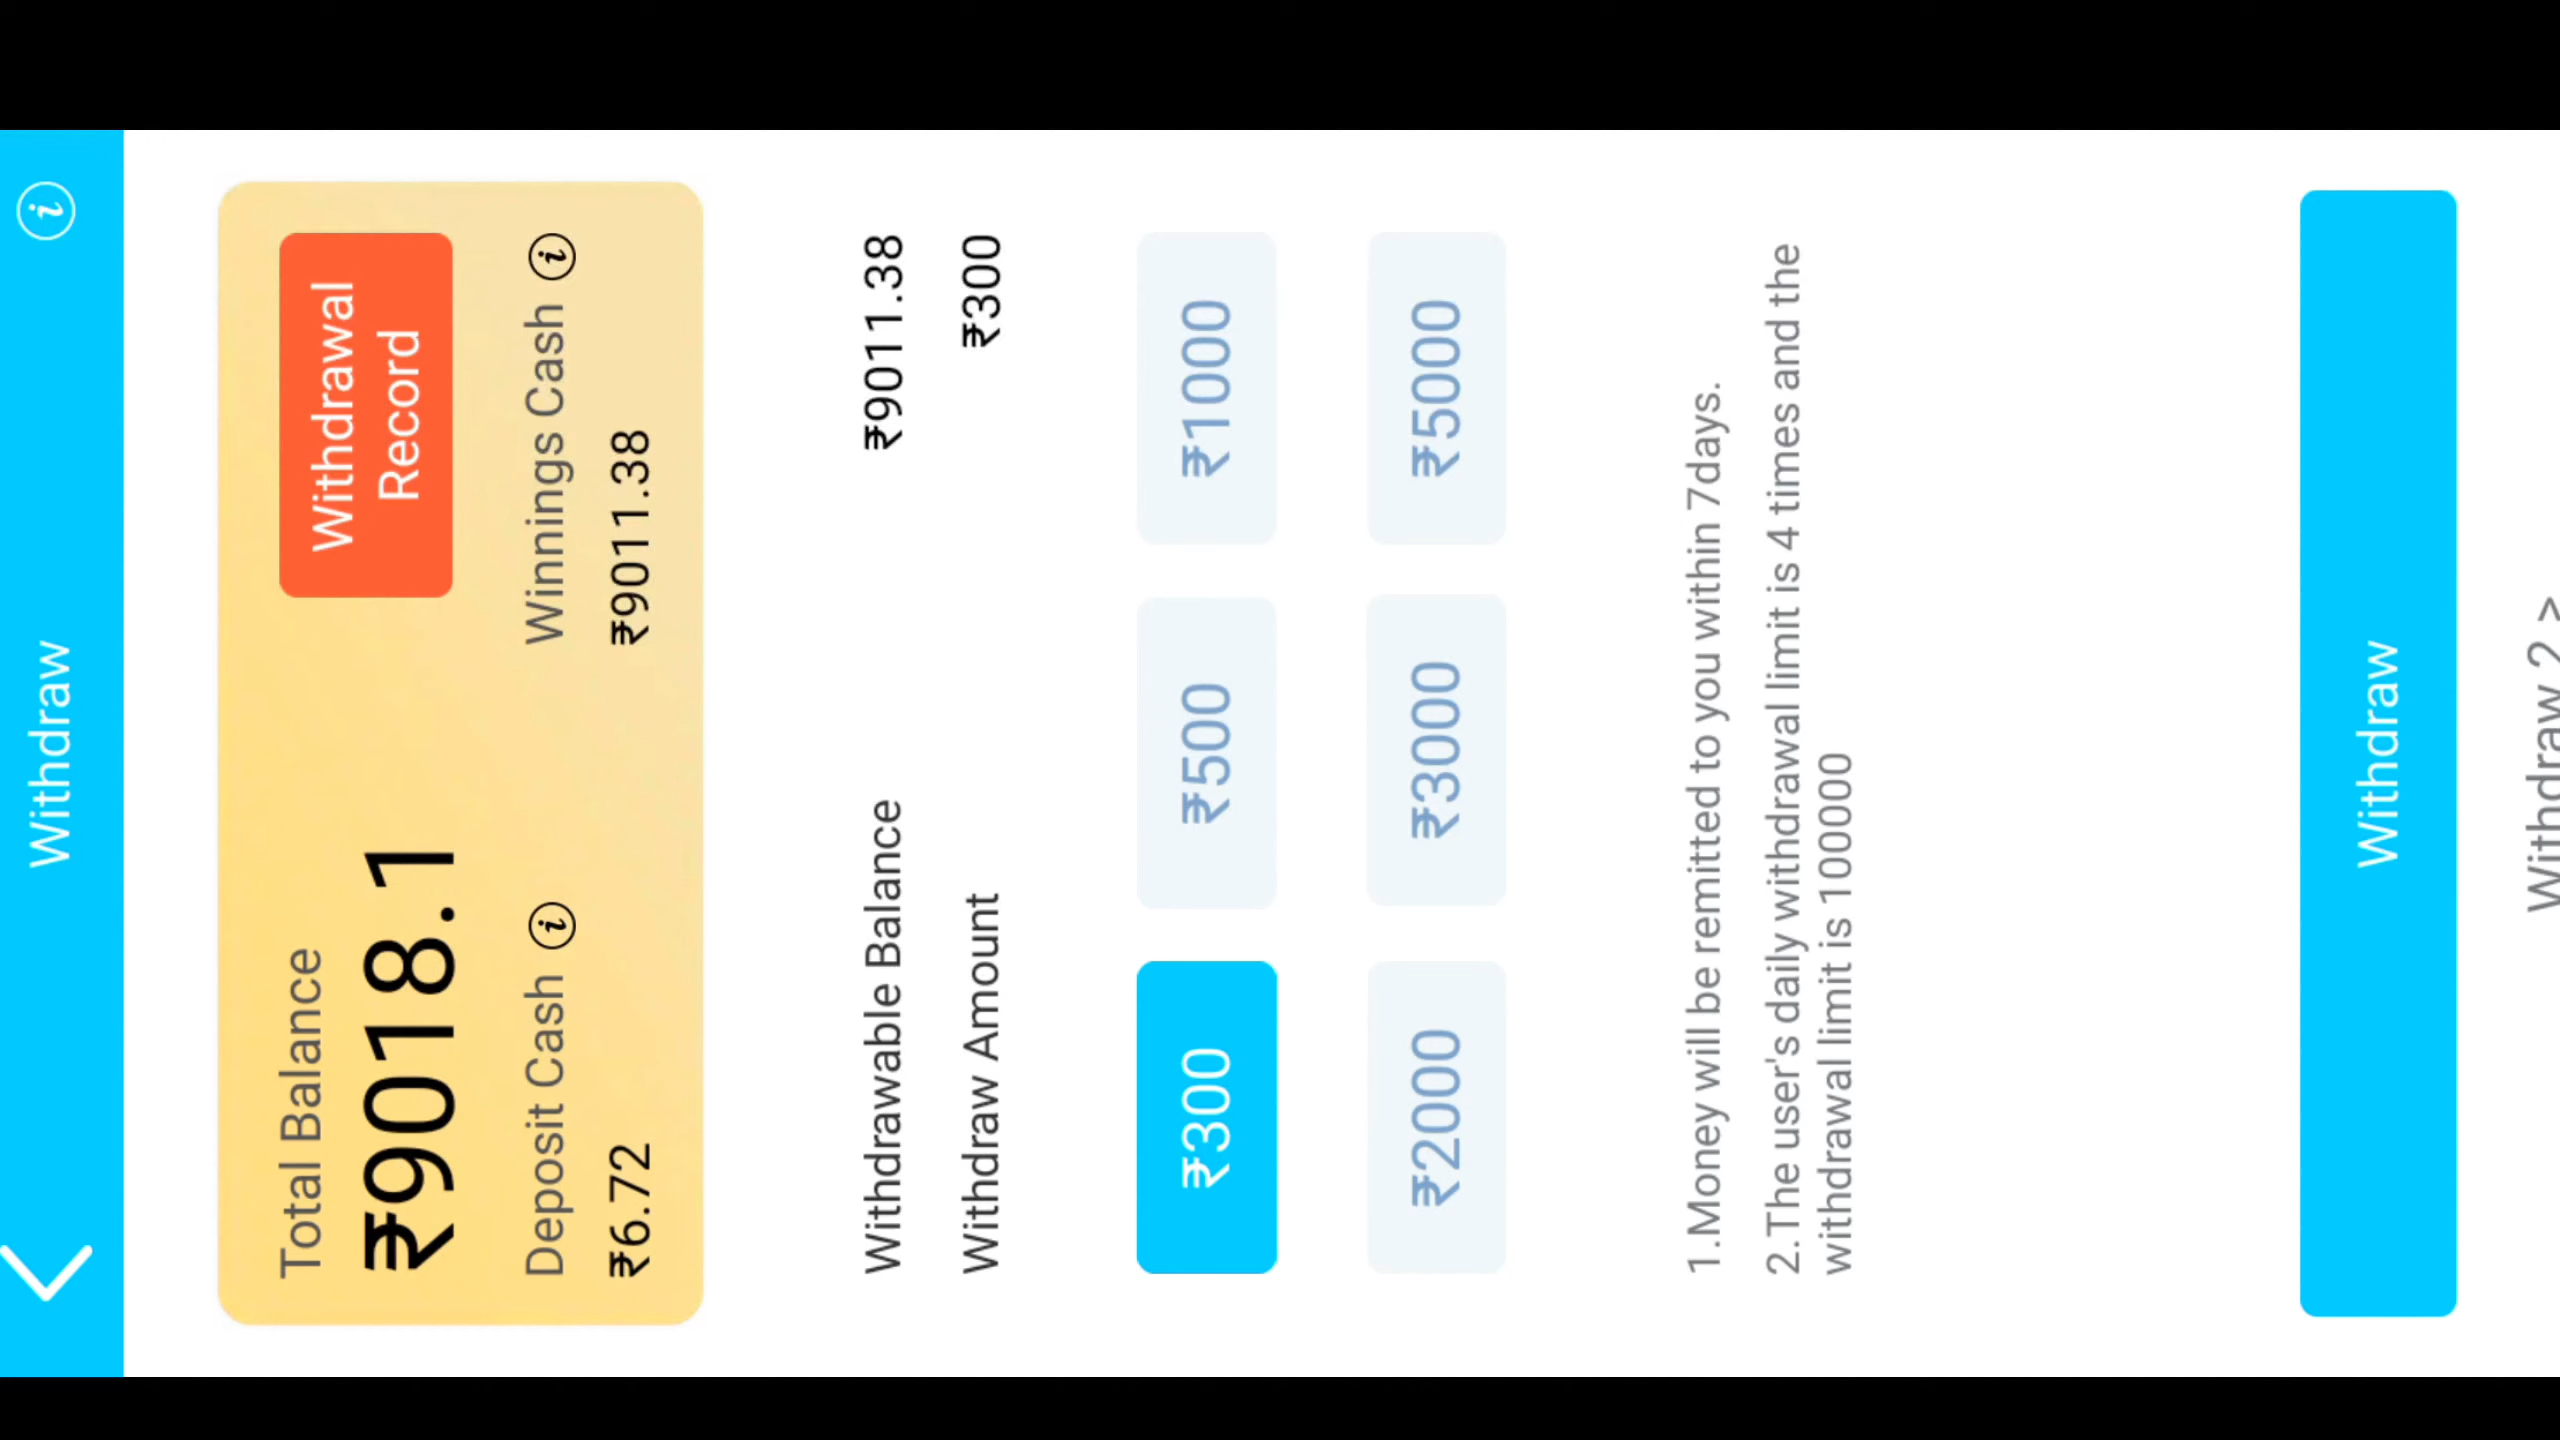 Withdraw
Total Balance
₹9018.1
Withdrawal
Record
Deposit Cash
Winnings Cash
₹6.72
₹9011.38
Withdrawable Balance
₹9011.38
Withdraw Amount
₹300
₹300
₹500
₹1000
₹2000
₹3000
₹5000
1.Money will be remitted to you within 7days.
2.The user's daily withdrawal limit is 4 times and the
withdrawal limit is 100000
Withdraw
Withdraw 2 >